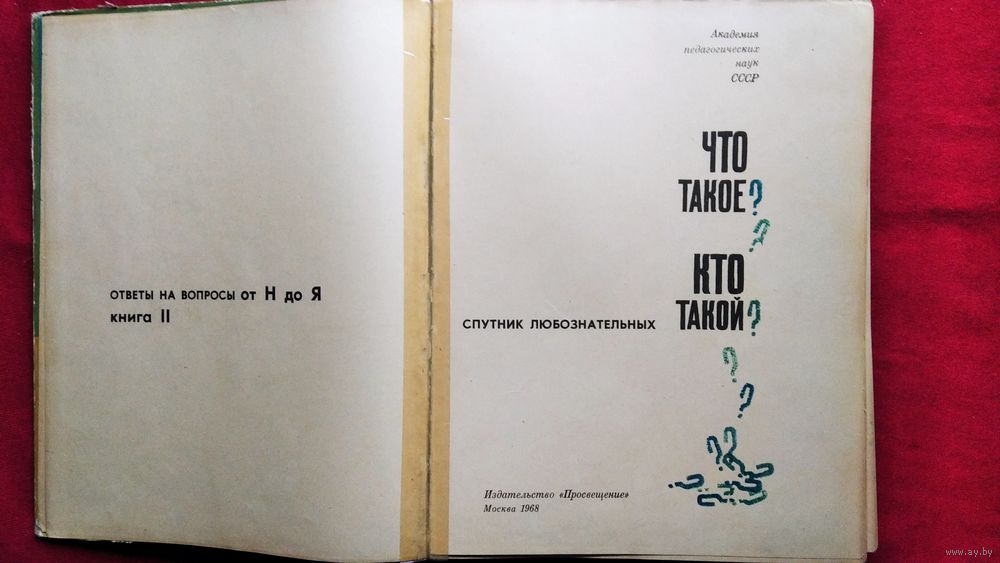 ОТВЕТЫ НА ВОПРОСЫ от Н до Я
книга II
Академия
педагогических
наук
СССР
ЧТО
ТАКОЕ?
?
КТО
СПУТНИК ЛЮБОЗНАТЕЛЬНЫХ ТАКОЙ?
?
?
Издательство «Просвещение»
Москва 1968
www.ay.by